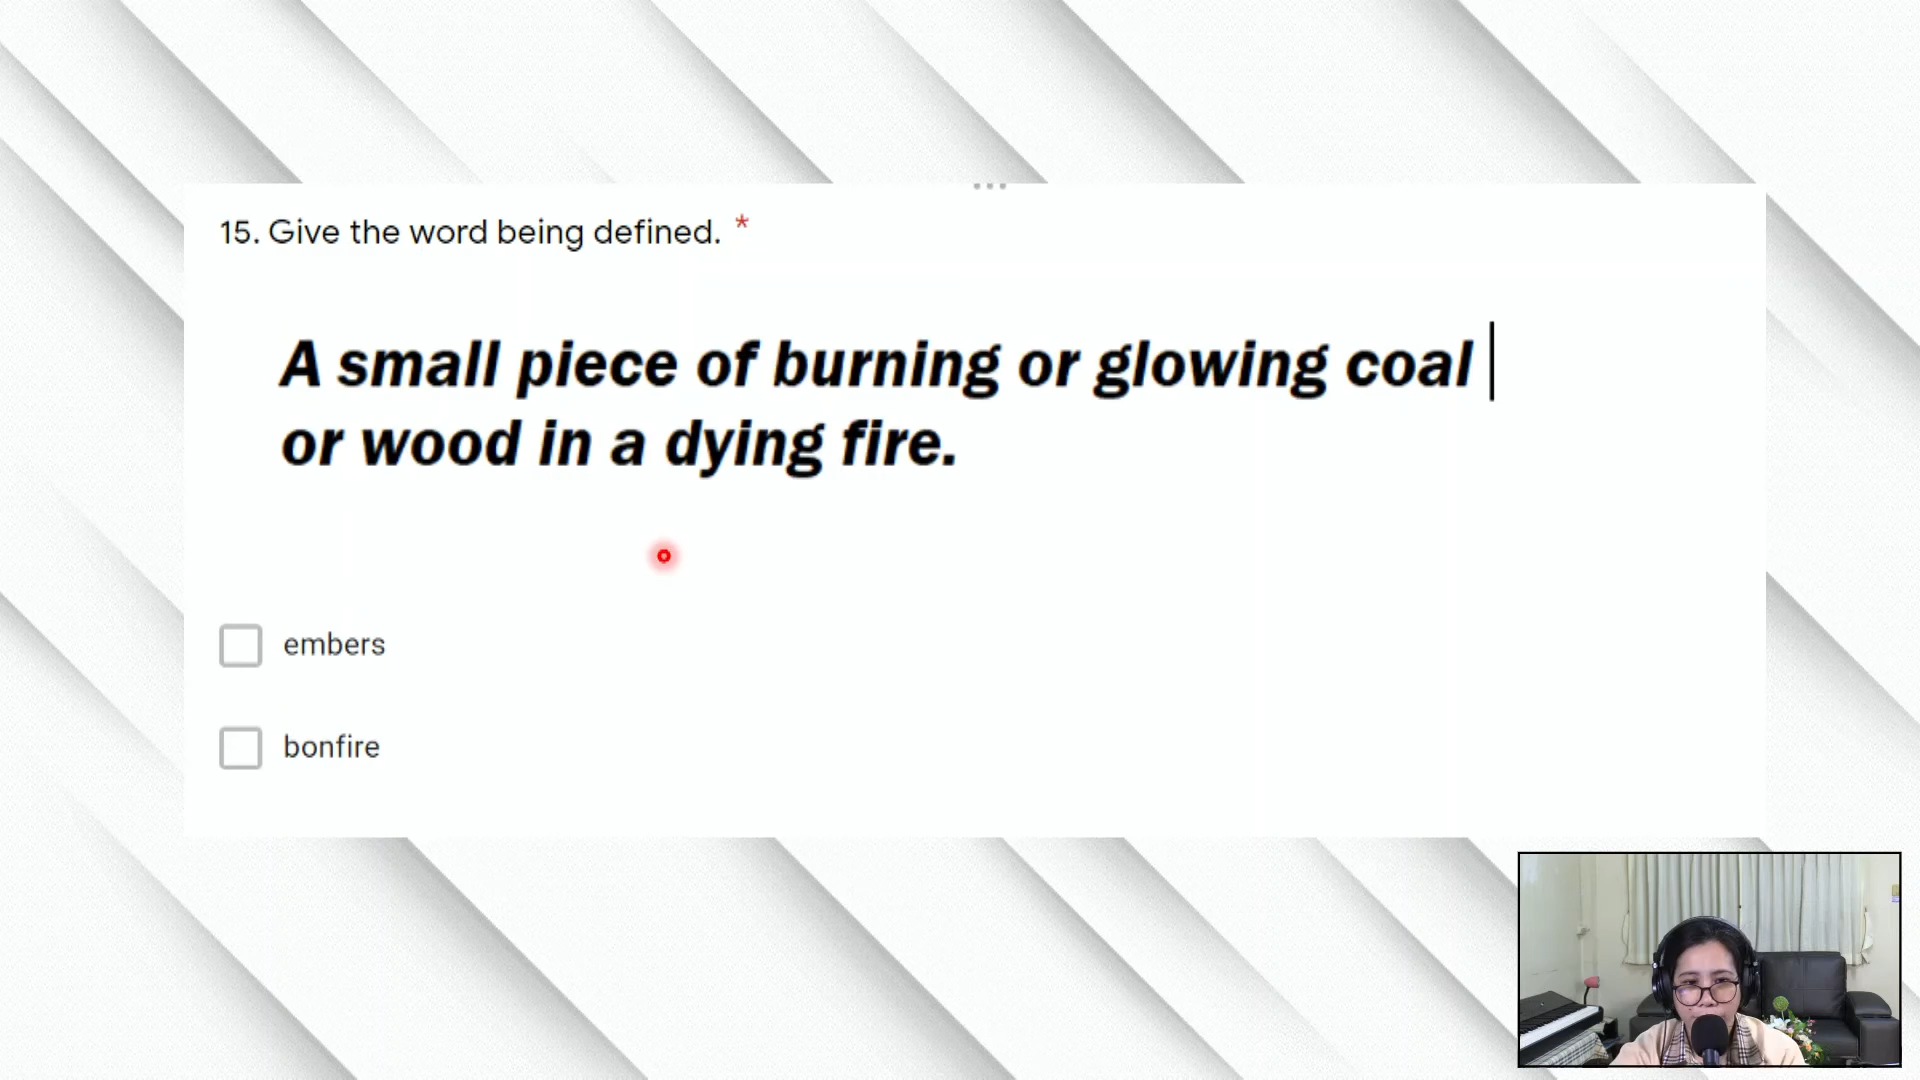 15. Give the word being defined. *
A small piece of burning or glowing coal
or wood in a dying fire.
embers
bonfire